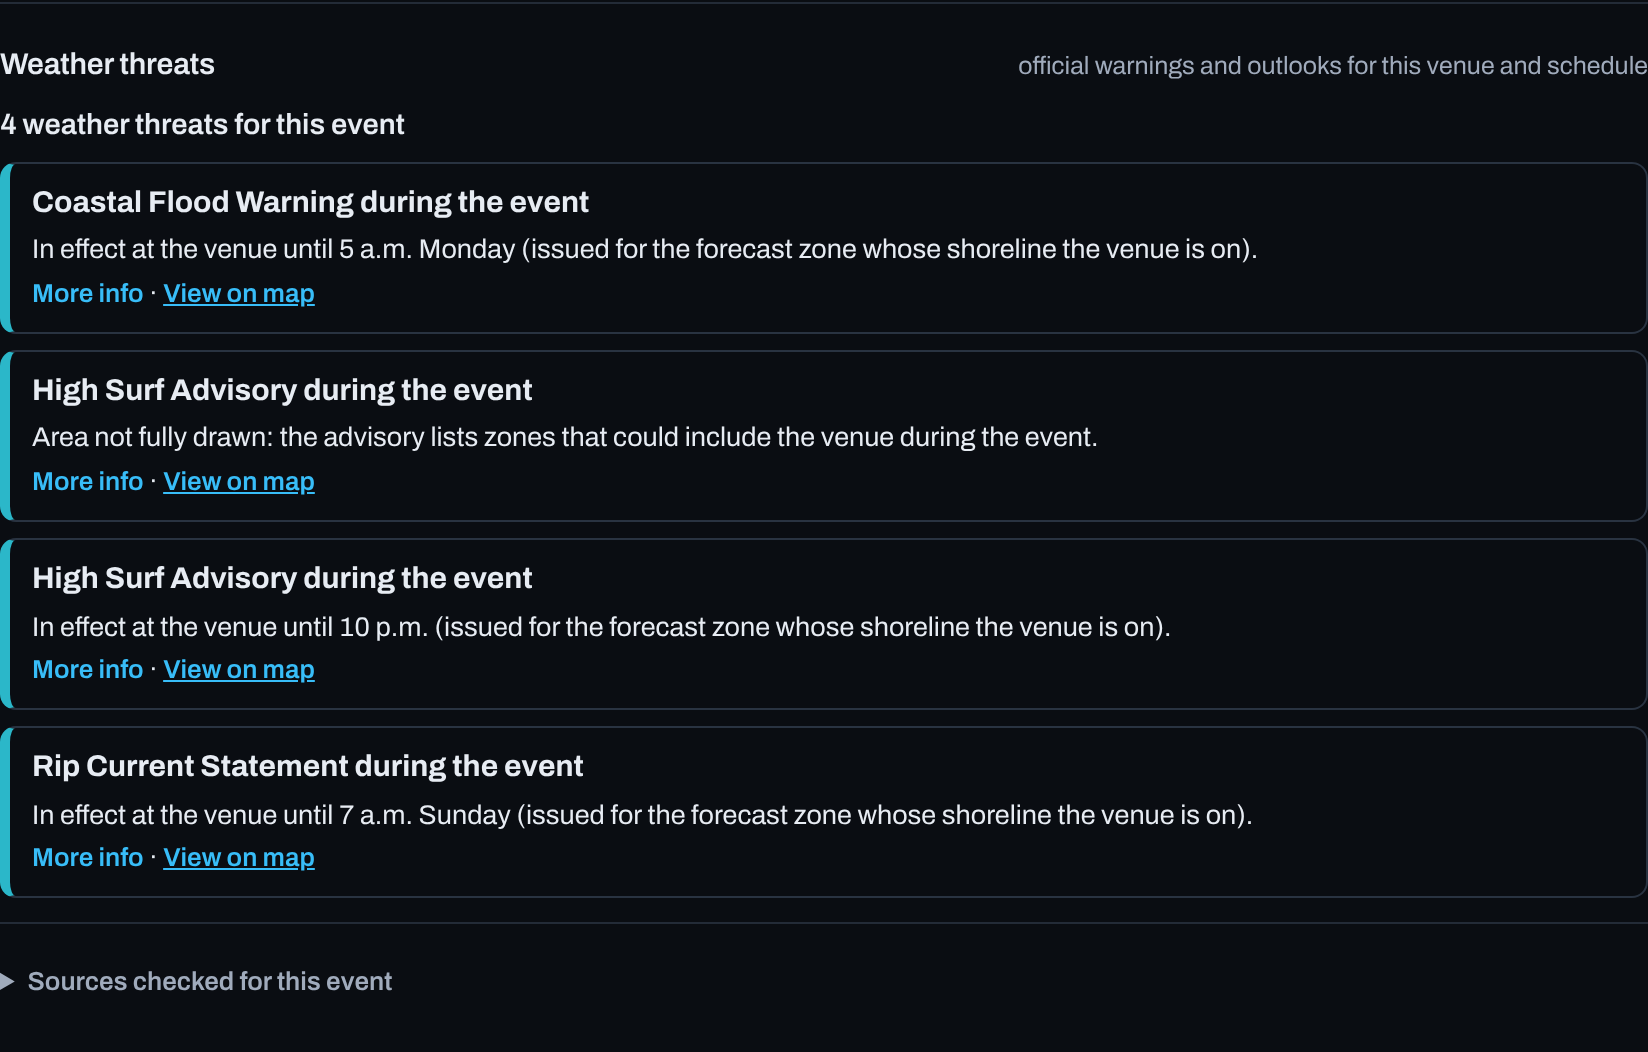 Weather threats
official warnings and outlooks for this venue and schedule
4 weather threats for this event
Coastal Flood Warning during the event
In effect at the venue until 5 a.m. Monday (issued for the forecast zone whose shoreline the venue is on).
More info · View on map
High Surf Advisory during the event
Area not fully drawn: the advisory lists zones that could include the venue during the event.
More info · View on map
High Surf Advisory during the event
In effect at the venue until 10 p.m. (issued for the forecast zone whose shoreline the venue is on).
More info · View on map
Rip Current Statement during the event
In effect at the venue until 7 a.m. Sunday (issued for the forecast zone whose shoreline the venue is on).
More info · View on map
Sources checked for this event